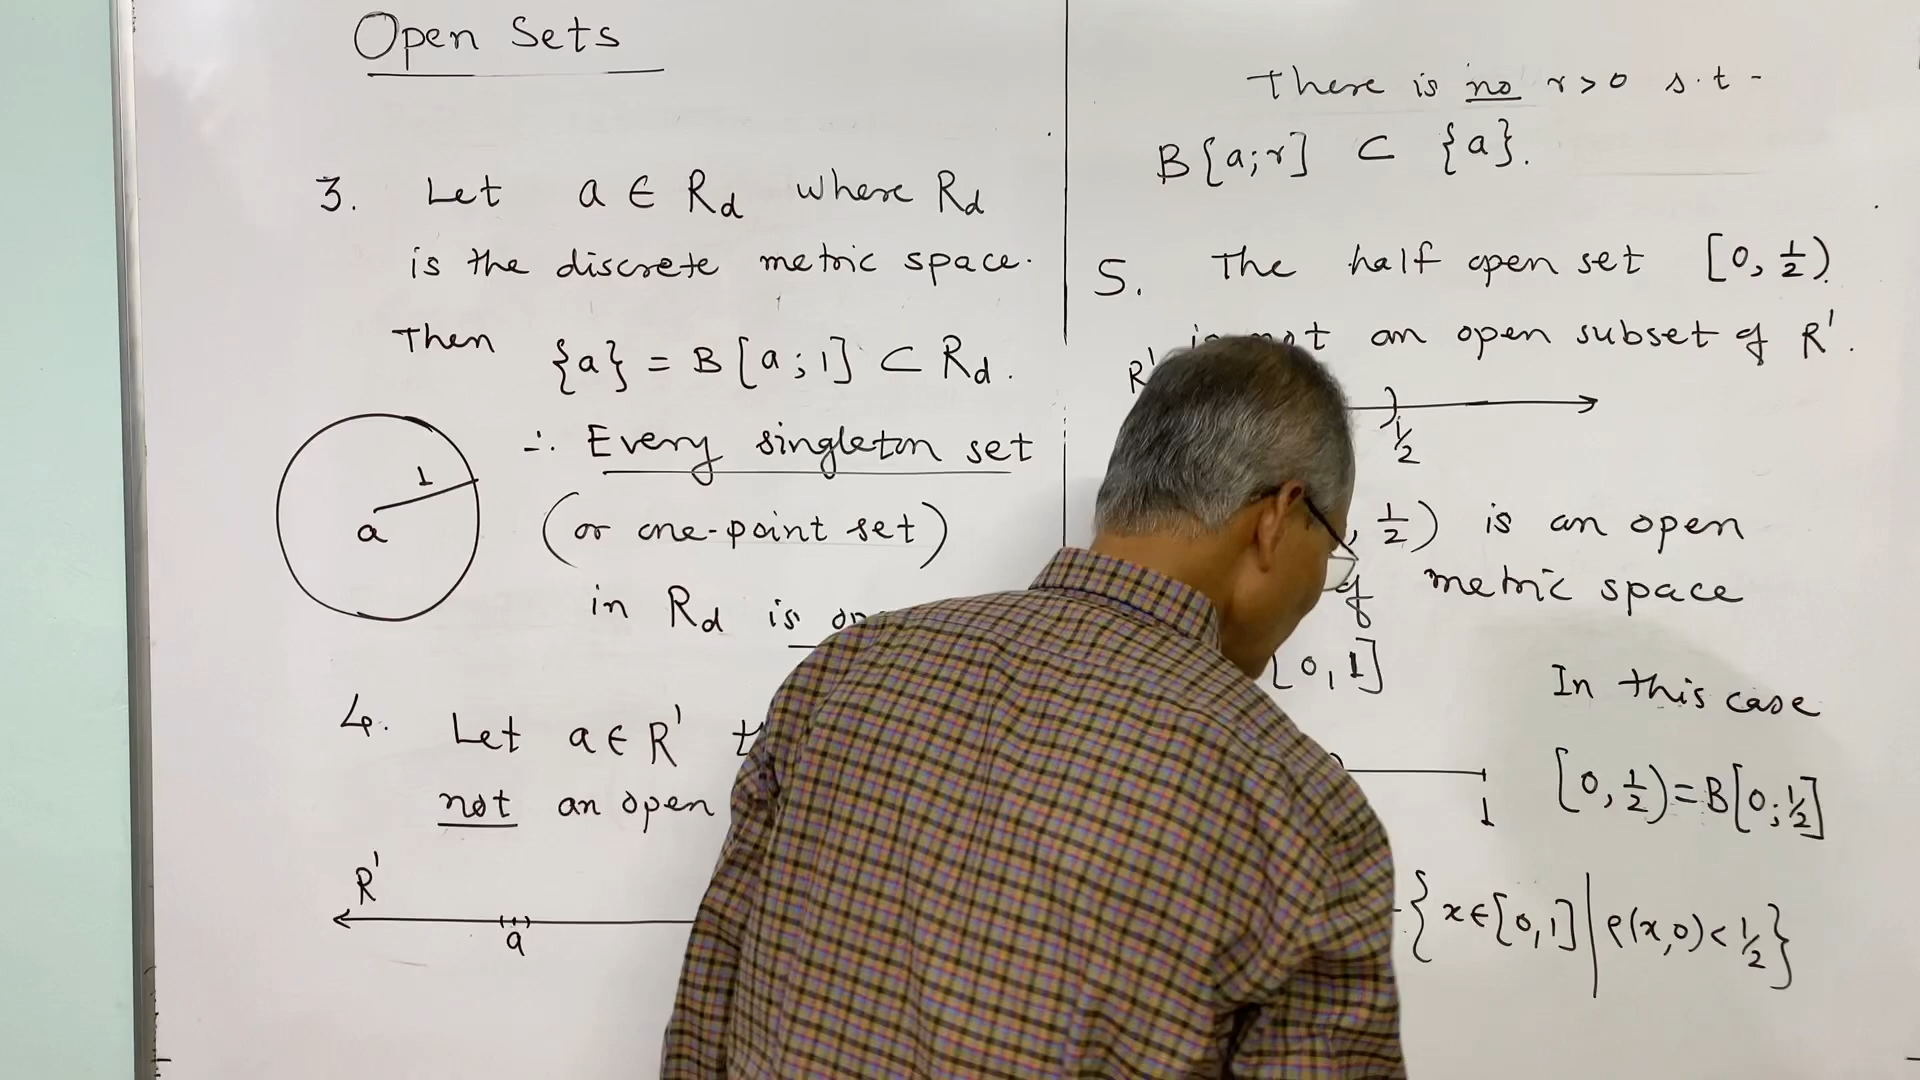 Open Sets
3. Let a ∈ R_d where R_d
is the discrete metric space.
Then {a} = B[a;1] ⊂ R_d.
∴ Every singleton set
1
a
(or one-point set)
in R_d is
4. Let a ∈ R'
not an open
R'
a
There is no r>0 s.t-
B[a;r] ⊂ {a}.
5. The half open set [0, 1/2)
not an open subset of R'.
R'
1/2
, 1/2) is an open
of metric space
[0,1]
1
In this case
[0, 1/2) = B[0; 1/2]
{x∈[0,1] | ρ(x,0) < 1/2}